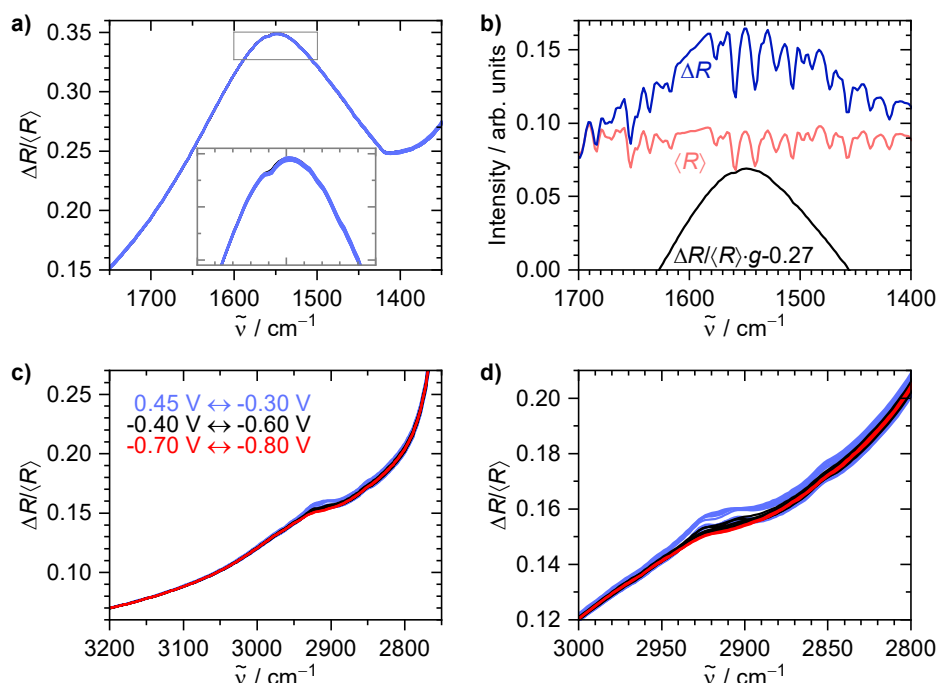 a)
0.35
0.30
0.25
0.20
0.15
ΔR/⟨R⟩
1700
1600
1500
1400
ν̃ / cm⁻¹
b)
0.15
0.10
0.05
0.00
Intensity / arb. units
ΔR
⟨R⟩
ΔR/⟨R⟩·g-0.27
1700
1600
1500
1400
ν̃ / cm⁻¹
c)
0.25
0.20
0.15
0.10
ΔR/⟨R⟩
0.45 V ↔ -0.30 V
-0.40 V ↔ -0.60 V
-0.70 V ↔ -0.80 V
3200
3100
3000
2900
2800
ν̃ / cm⁻¹
d)
0.20
0.18
0.16
0.14
0.12
ΔR/⟨R⟩
3000
2950
2900
2850
2800
ν̃ / cm⁻¹